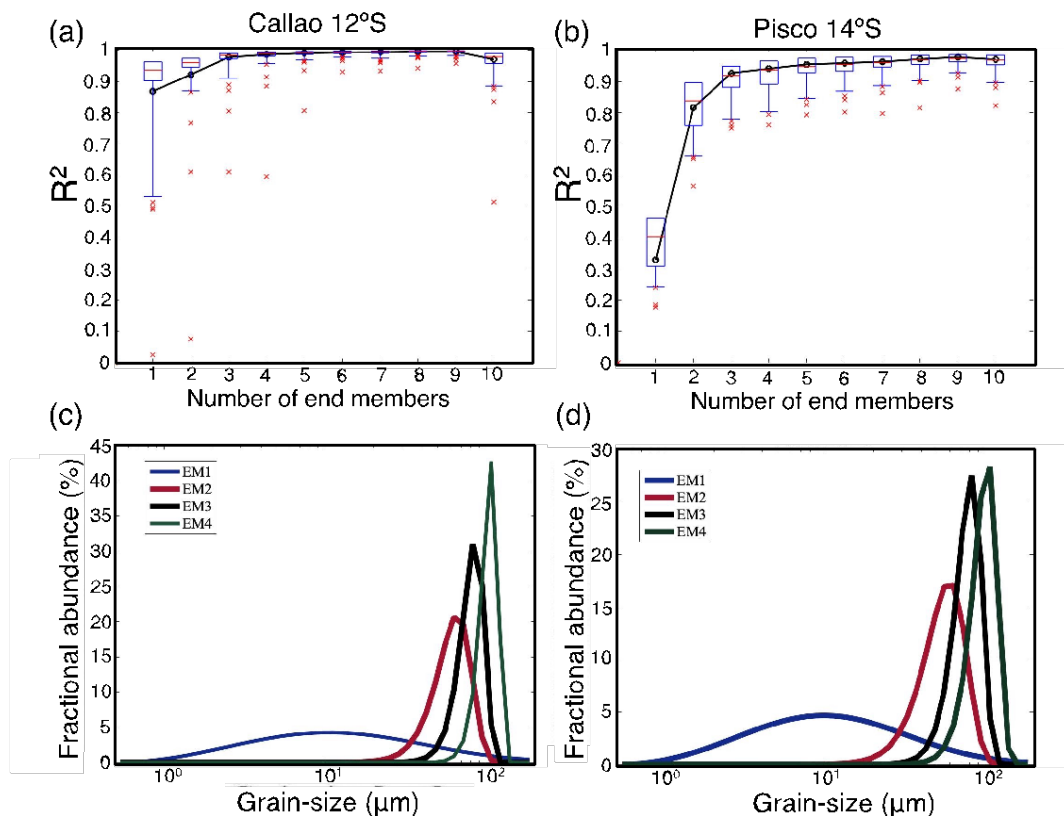 (a) Callao 12°S
1
0.9
0.8
0.7
0.6
0.5
0.4
0.3
0.2
0.1
0
R²
1 2 3 4 5 6 7 8 9 10
Number of end members
(b) Pisco 14°S
1
0.9
0.8
0.7
0.6
0.5
0.4
0.3
0.2
0.1
0
R²
1 2 3 4 5 6 7 8 9 10
Number of end members
(c)
45
40
35
30
25
20
15
10
5
0
Fractional abundance (%)
EM1
EM2
EM3
EM4
10⁰ 10¹ 10²
Grain-size (µm)
(d)
30
25
20
15
10
5
0
Fractional abundance (%)
EM1
EM2
EM3
EM4
10⁰ 10¹ 10²
Grain-size (µm)